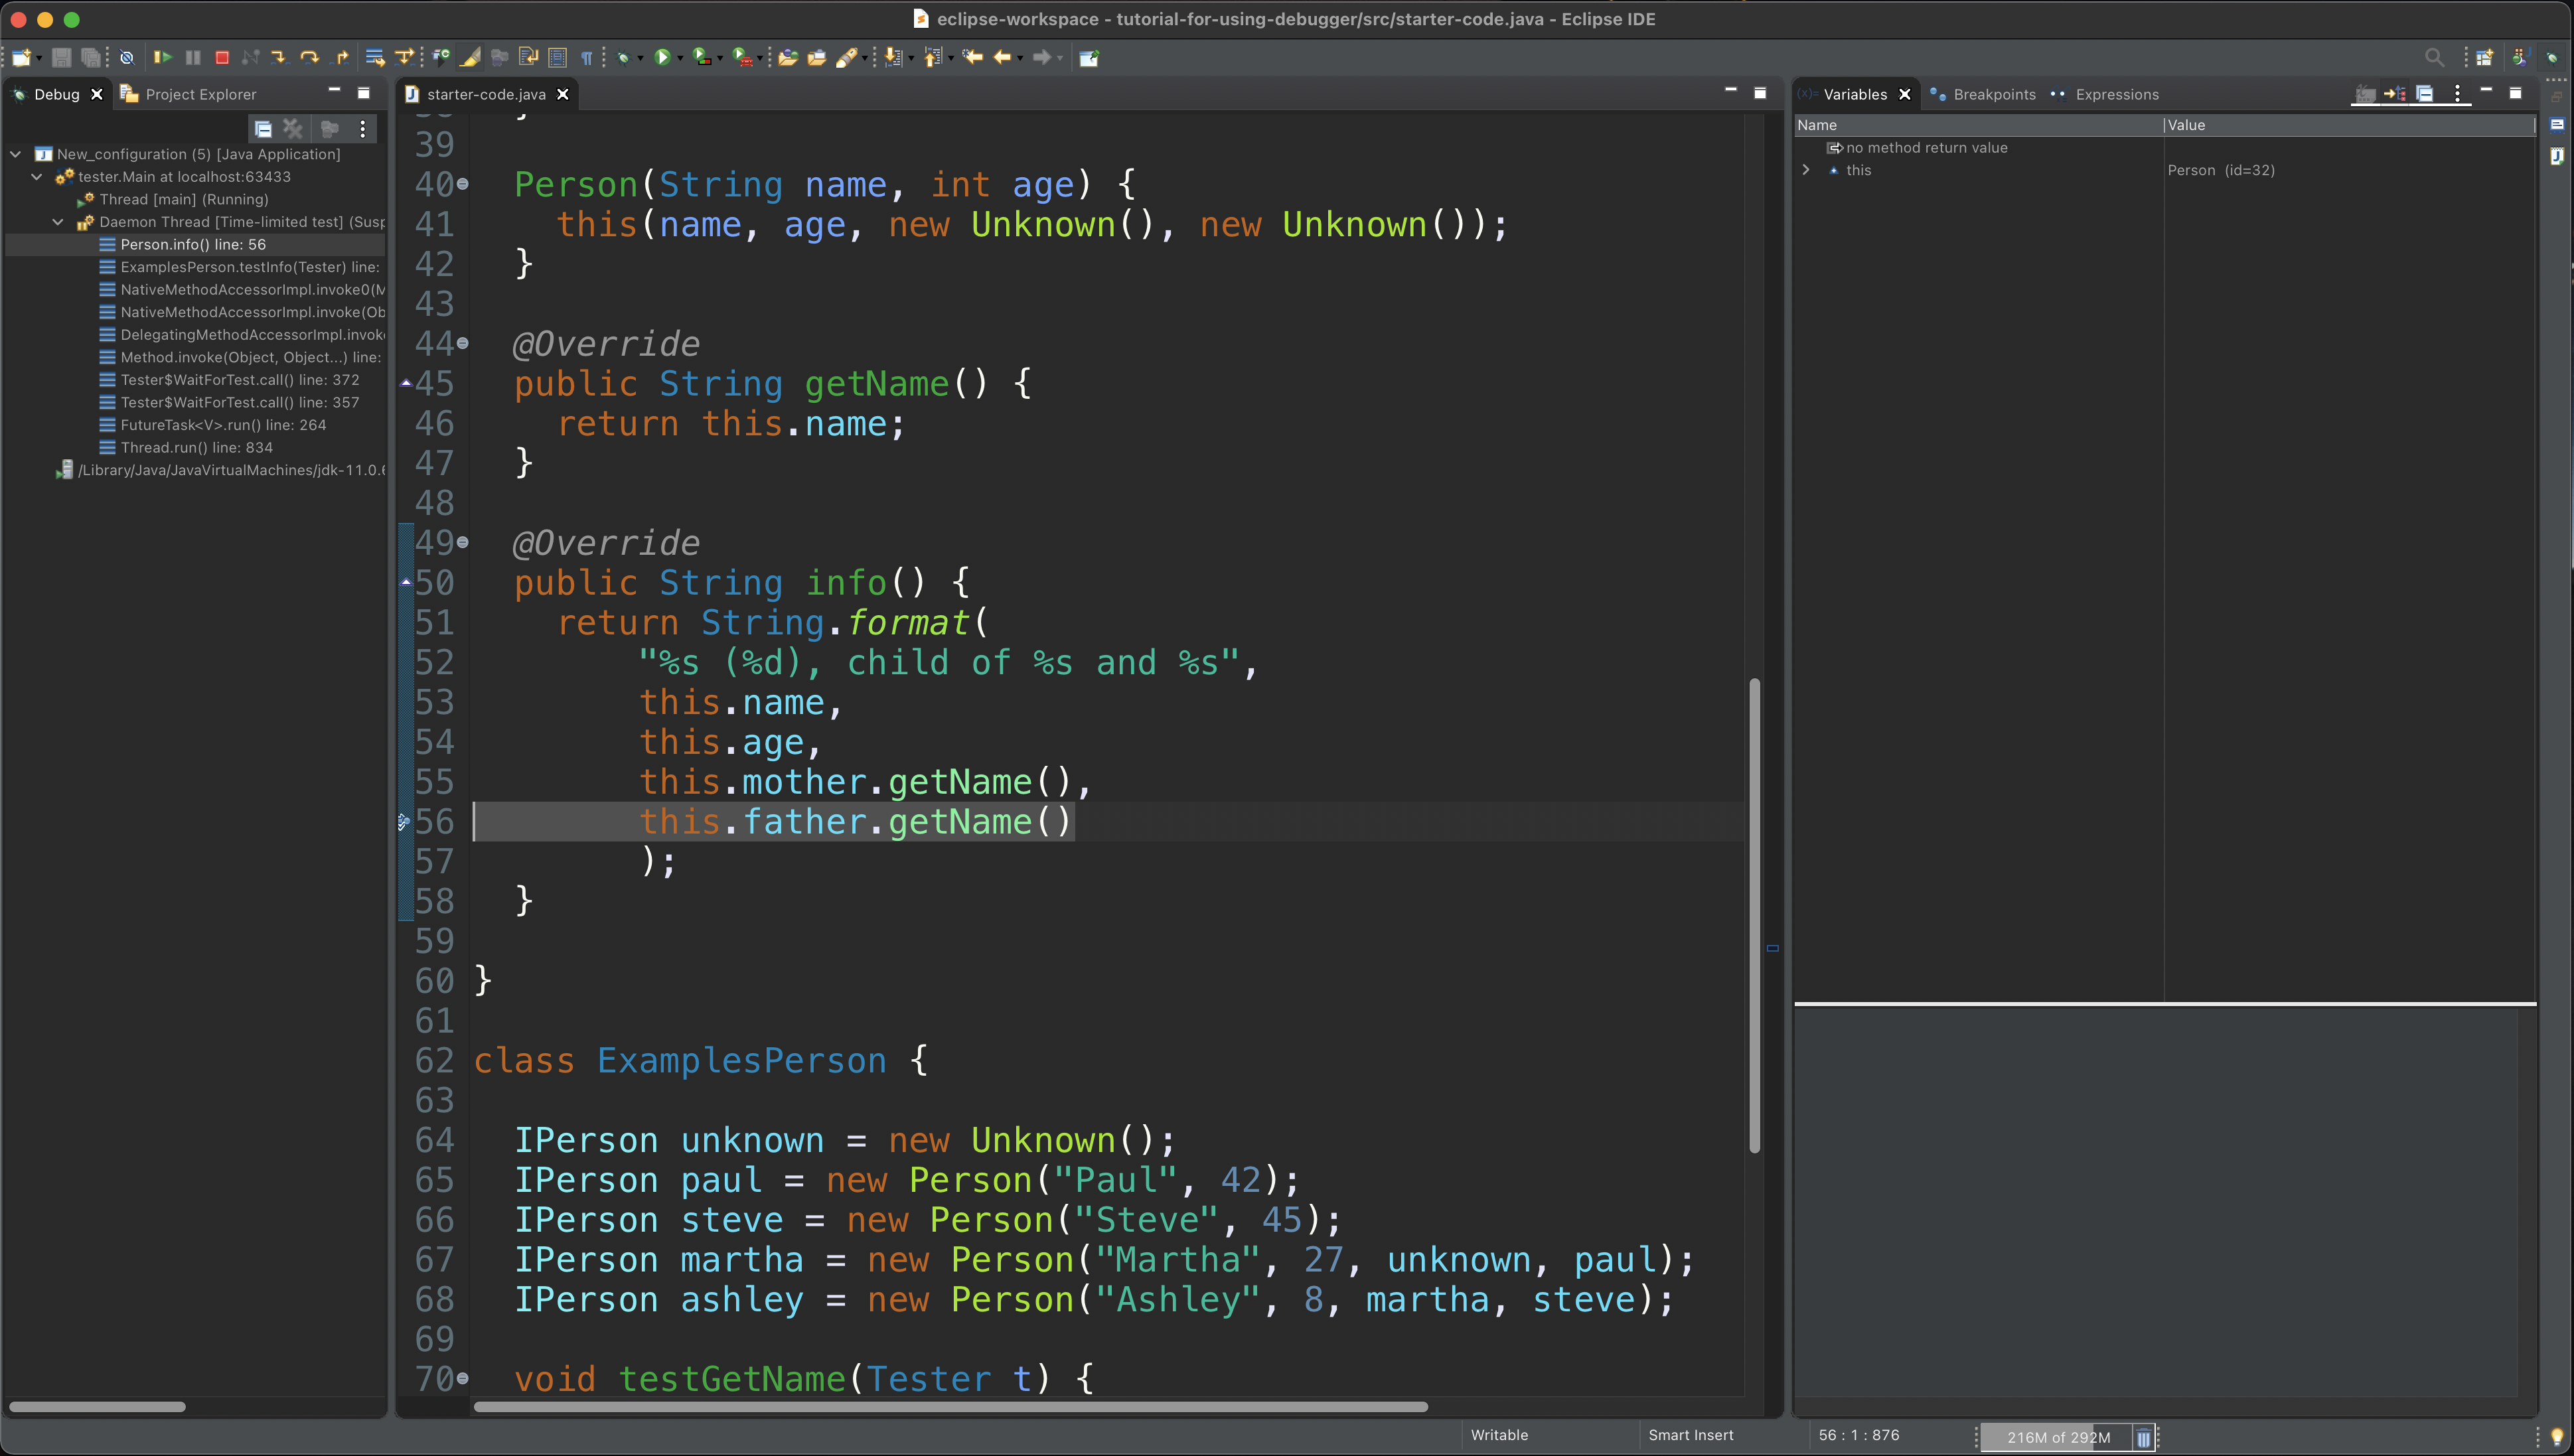 eclipse-workspace - tutorial-for-using-debugger/src/starter-code.java - Eclipse IDE
Debug
Project Explorer
New_configuration (5) [Java Application]
tester.Main at localhost:63433
Thread [main] (Running)
Daemon Thread [Time-limited test] (Susp
Person.info() line: 56
ExamplesPerson.testInfo(Tester) line:
NativeMethodAccessorImpl.invoke0(M
NativeMethodAccessorImpl.invoke(Ob
DelegatingMethodAccessorImpl.invoke
Method.invoke(Object, Object...) line:
Tester$WaitForTest.call() line: 372
Tester$WaitForTest.call() line: 357
FutureTask<V>.run() line: 264
Thread.run() line: 834
/Library/Java/JavaVirtualMachines/jdk-11.0.6
starter-code.java
39
40 Person(String name, int age) {
41 this(name, age, new Unknown(), new Unknown());
42 }
43
44 @Override
45 public String getName() {
46 return this.name;
47 }
48
49 @Override
50 public String info() {
51 return String.format(
52 "%s (%d), child of %s and %s",
53 this.name,
54 this.age,
55 this.mother.getName(),
56 this.father.getName()
57 );
58 }
59
60 }
61
62 class ExamplesPerson {
63
64 IPerson unknown = new Unknown();
65 IPerson paul = new Person("Paul", 42);
66 IPerson steve = new Person("Steve", 45);
67 IPerson martha = new Person("Martha", 27, unknown, paul);
68 IPerson ashley = new Person("Ashley", 8, martha, steve);
69
70 void testGetName(Tester t) {
Variables
Breakpoints
Expressions
Name Value
no method return value
this Person (id=32)
Writable
Smart Insert
56 : 1 : 876
216M of 292M